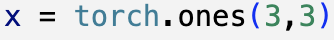 x = torch.ones(3,3)